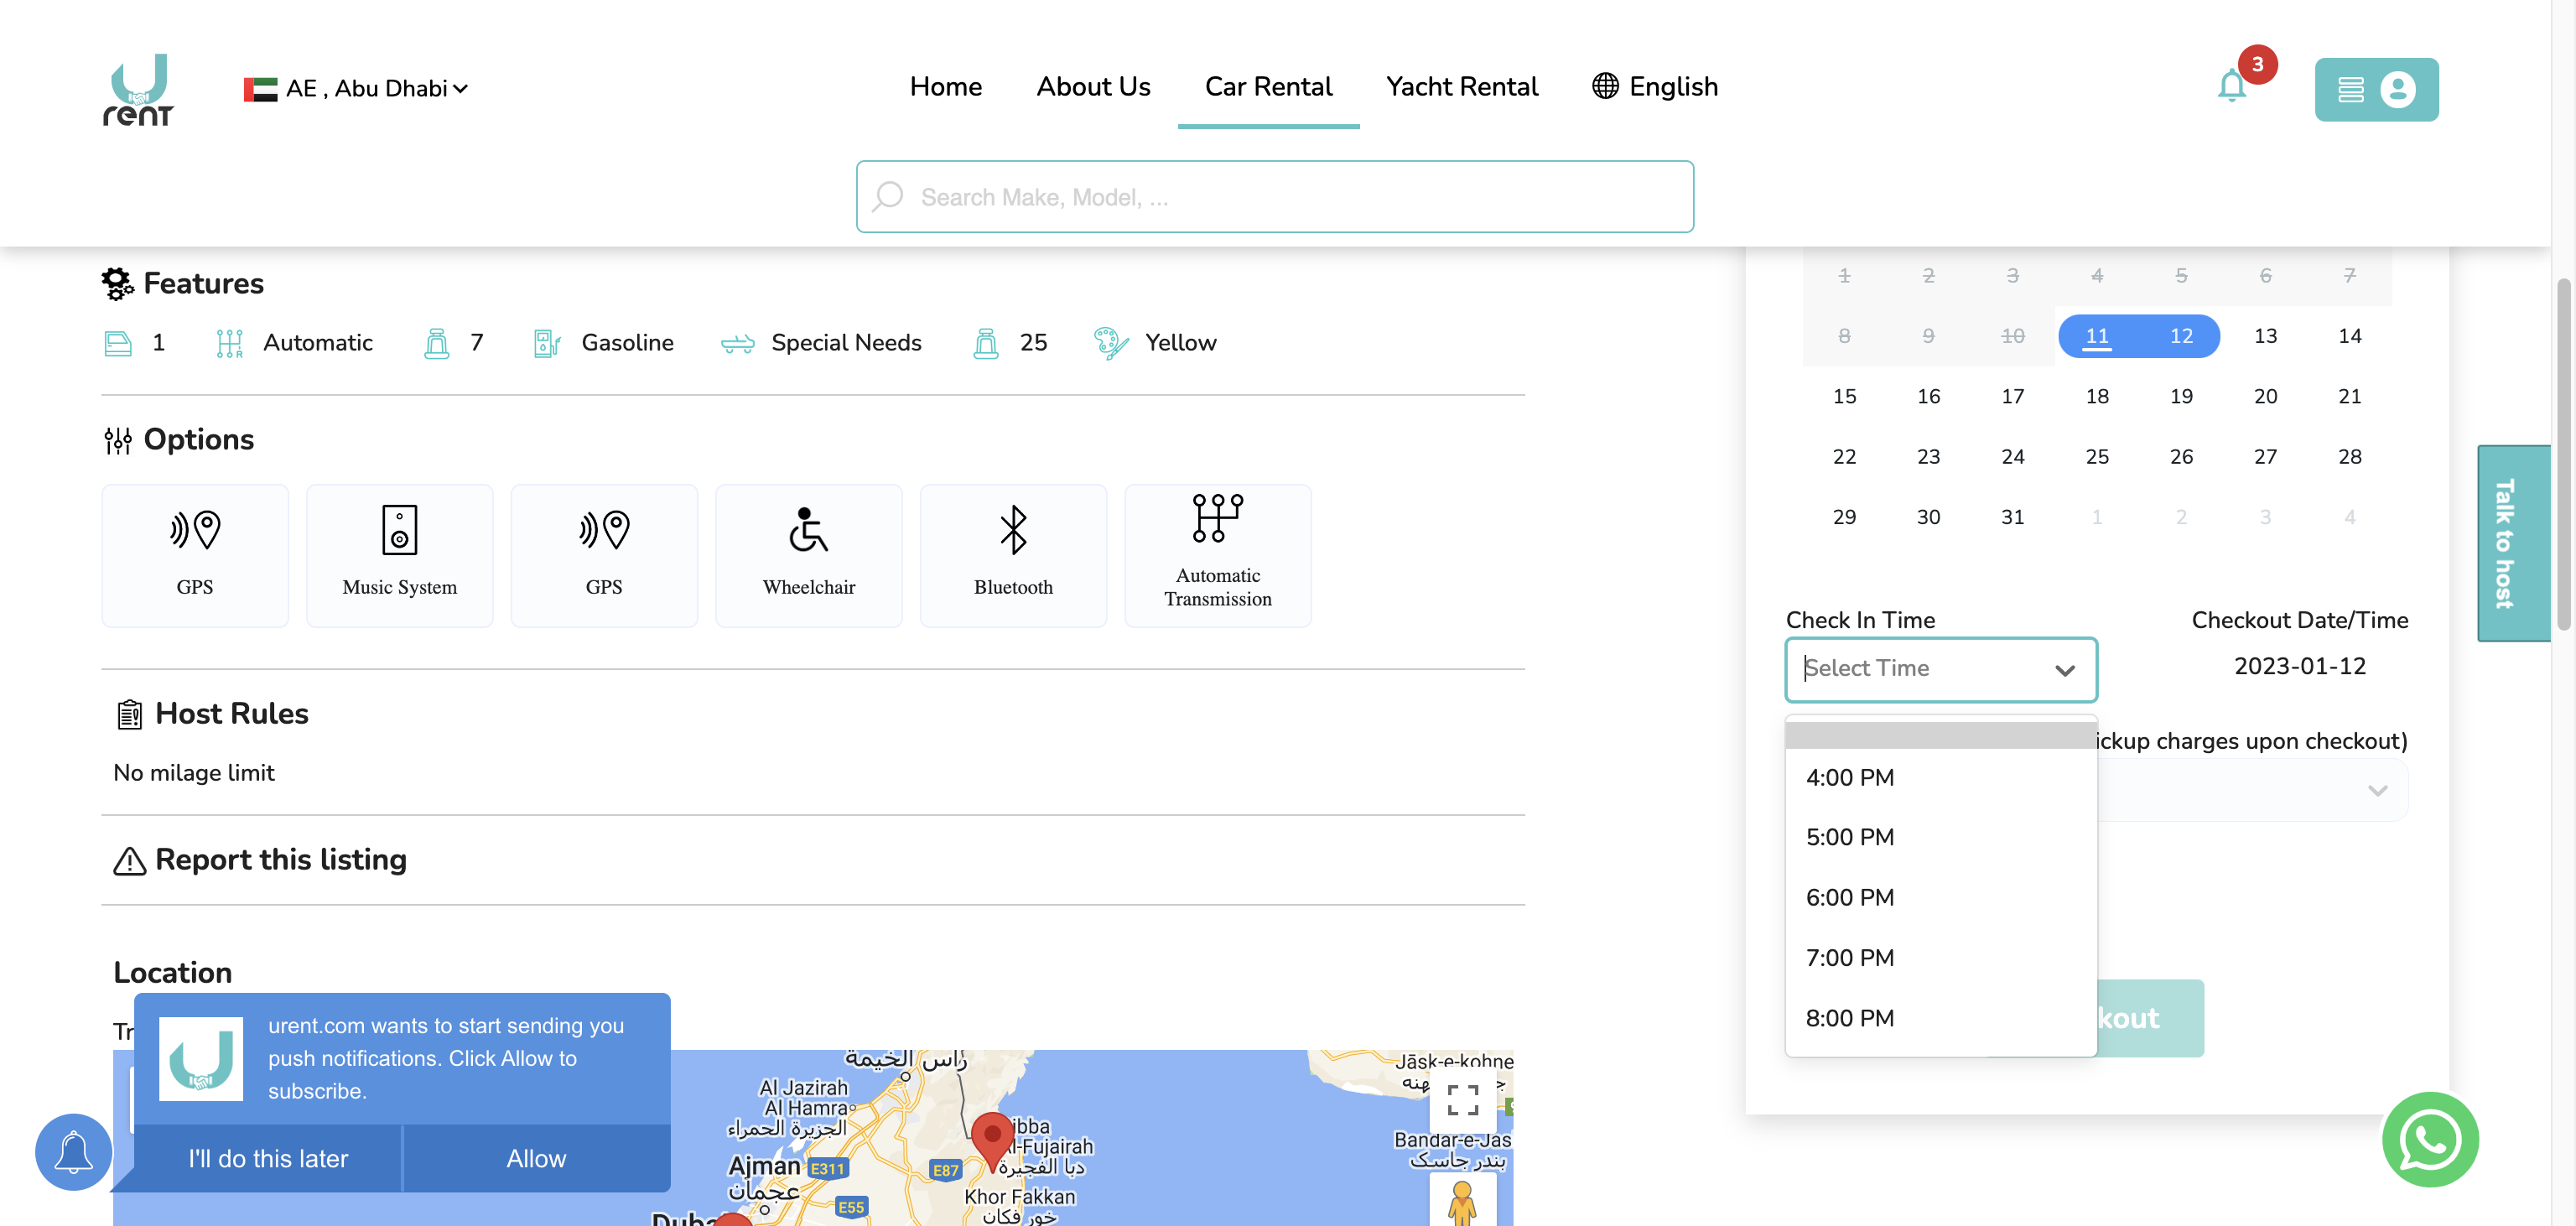 rent
AE , Abu Dhabi
Home
About Us
Car Rental
Yacht Rental
English
3
Search Make, Model, ...
Features
1
Automatic
7
Gasoline
Special Needs
25
Yellow
Options
GPS
Music System
GPS
Wheelchair
Bluetooth
Automatic
Transmission
Host Rules
No milage limit
Report this listing
Location
Tr
urent.com wants to start sending you
push notifications. Click Allow to
subscribe.
I'll do this later
Allow
رأس الخيمة
Al Jazirah
Al Hamra
الجزيرة الحمراء
Ajman
عجمان
E311
E87
E55
ibba
l-Fujairah
دبا الفجيرة
Khor Fakkan
خور فكان
Duba
Jāsk-e-kohne
Bandar-e-Jas
بندر جاسک
1 2 3 4 5 6 7
8 9 10 11 12 13 14
15 16 17 18 19 20 21
22 23 24 25 26 27 28
29 30 31 1 2 3 4
Check In Time
Checkout Date/Time
Select Time
2023-01-12
ickup charges upon checkout)
4:00 PM
5:00 PM
6:00 PM
7:00 PM
8:00 PM
kout
Talk to host